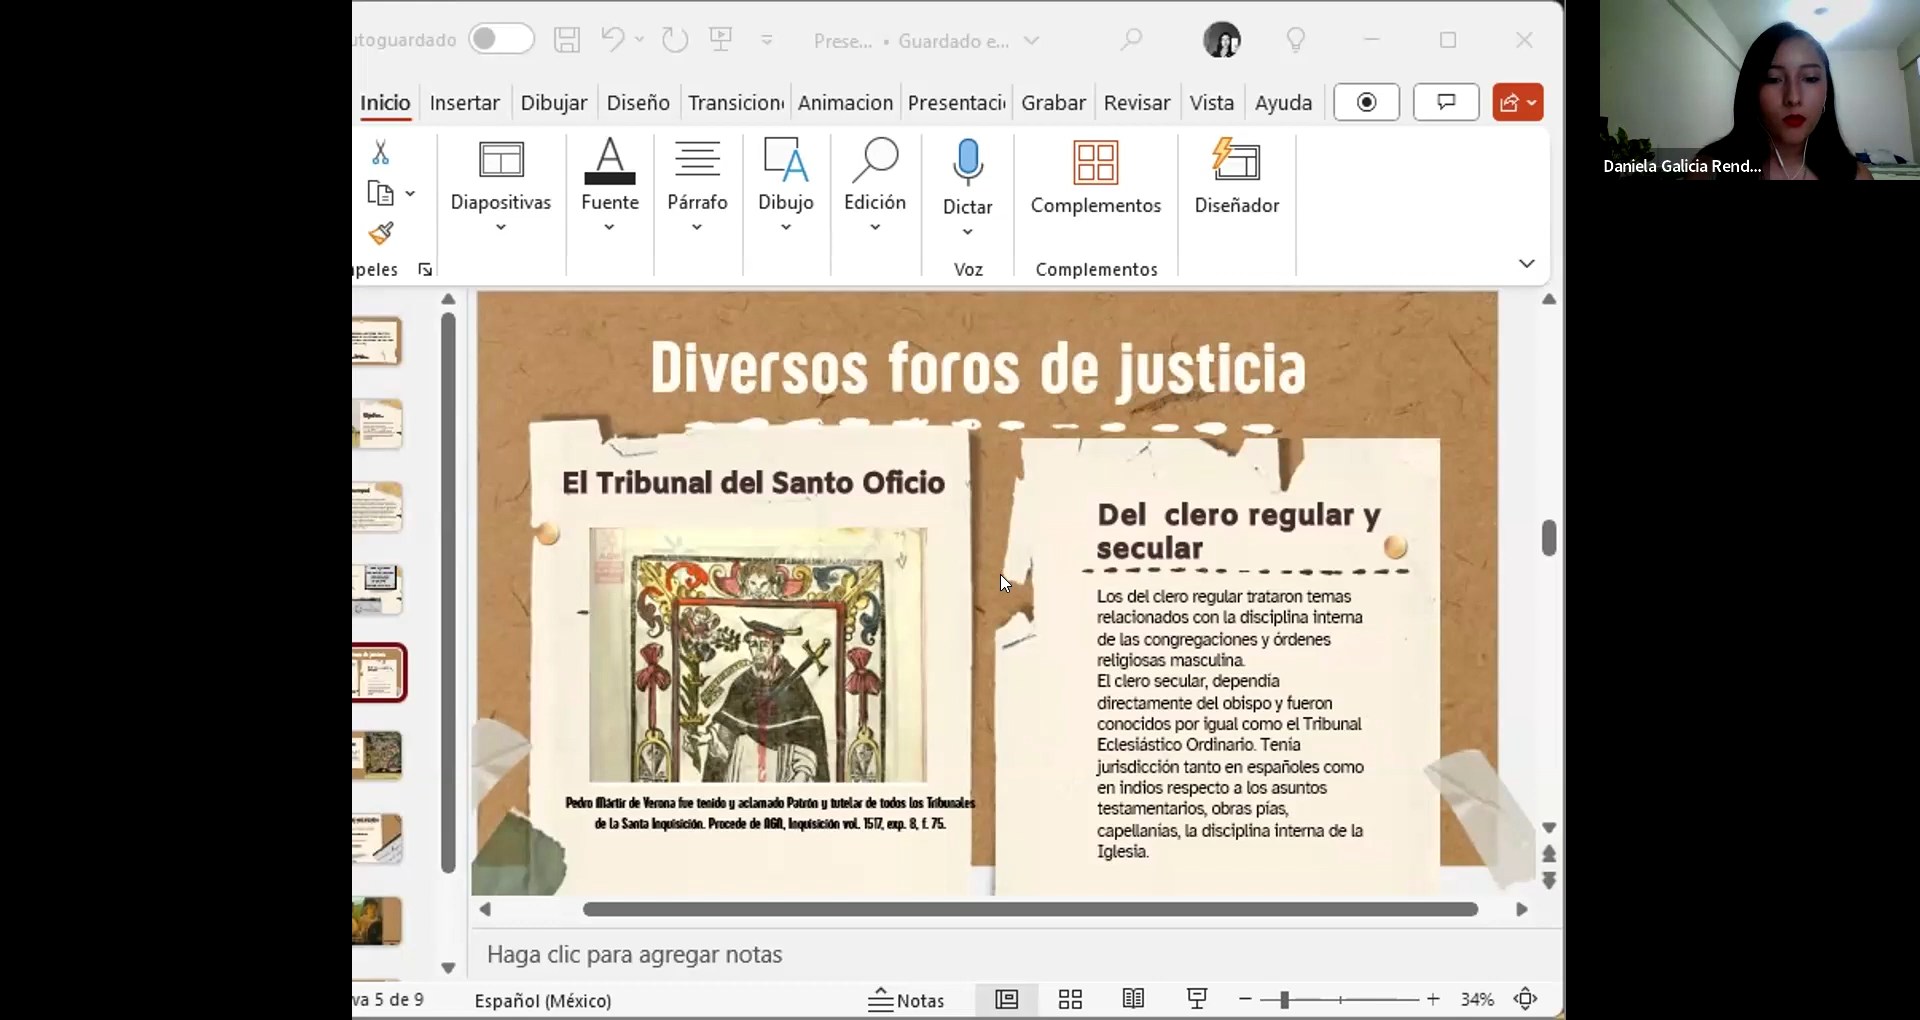 utoguardado
Prese... • Guardado e...
Inicio Insertar Dibujar Diseño Transicion Animacion Presentaci Grabar Revisar Vista Ayuda
Diapositivas Fuente Párrafo Dibujo Edición Dictar Complementos Diseñador
apeles Voz Complementos
Diversos foros de justicia
El Tribunal del Santo Oficio
Pedro Mártir de Verona fue tenido y aclamado Patrón y tutelar de todos los Tribunales
de la Santa Inquisición. Procede de AGN, Inquisición vol. 1517, exp. 8, f. 75.
Del clero regular y
secular
Los del clero regular trataron temas
relacionados con la disciplina interna
de las congregaciones y órdenes
religiosas masculina.
El clero secular, dependía
directamente del obispo y fueron
conocidos por igual como el Tribunal
Eclesiástico Ordinario. Tenía
jurisdicción tanto en españoles como
en indios respecto a los asuntos
testamentarios, obras pías,
capellanías, la disciplina interna de la
Iglesia.
Haga clic para agregar notas
va 5 de 9 Español (México) Notas 34%
Daniela Galicia Rend...